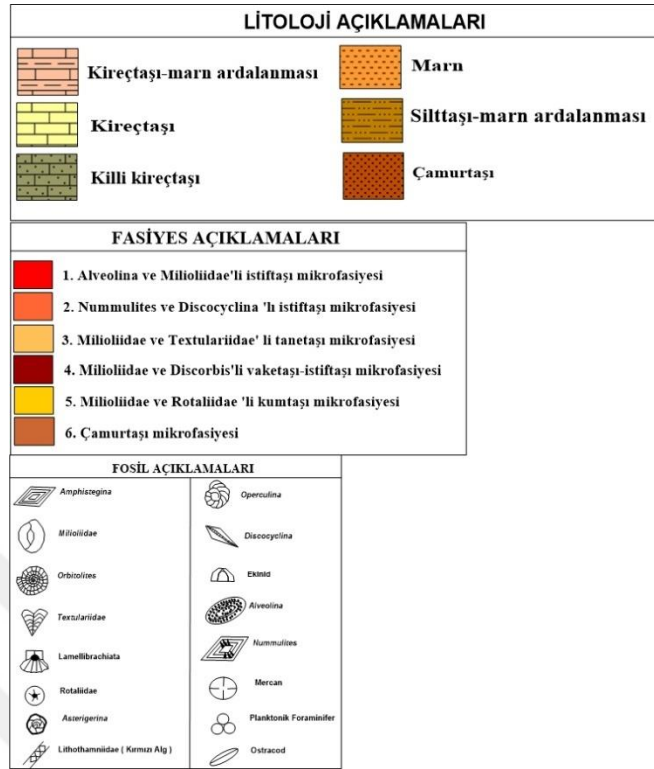 LİTOLOJİ AÇIKLAMALARI
Kireçtaşı-marn ardalanması
Kireçtaşı
Killi kireçtaşı
Marn
Silttaşı-marn ardalanması
Çamurtaşı
FASİYES AÇIKLAMALARI
1. Alveolina ve Milioliidae'li istiftaşı mikrofasiyesi
2. Nummulites ve Discocyclina 'lı istiftaşı mikrofasiyesi
3. Milioliidae ve Textulariidae' li tanetaşı mikrofasiyesi
4. Milioliidae ve Discorbis'li vaketaşı-istiftaşı mikrofasiyesi
5. Milioliidae ve Rotaliidae 'li kumtaşı mikrofasiyesi
6. Çamurtaşı mikrofasiyesi
FOSİL AÇIKLAMALARI
Amphistegina
Milioliidae
Orbitolites
Textulariidae
Lamellibrachiata
Rotaliidae
Asterigerina
Lithothamniidae ( Kırmızı Alg )
Operculina
Discocyclina
Ekinid
Alveolina
Nummulites
Mercan
Planktonik Foraminifer
Ostracod